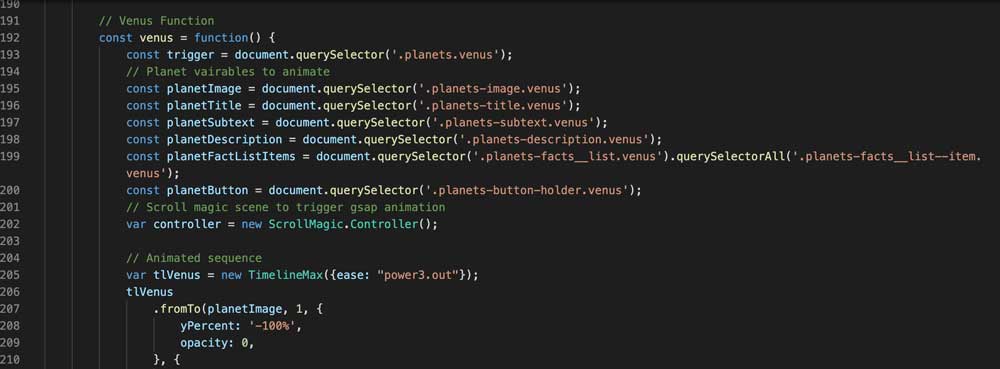 190
191 // Venus Function
192 const venus = function() {
193 const trigger = document.querySelector('.planets.venus');
194 // Planet vairables to animate
195 const planetImage = document.querySelector('.planets-image.venus');
196 const planetTitle = document.querySelector('.planets-title.venus');
197 const planetSubtext = document.querySelector('.planets-subtext.venus');
198 const planetDescription = document.querySelector('.planets-description.venus');
199 const planetFactListItems = document.querySelector('.planets-facts__list.venus').querySelectorAll('.planets-facts__list--item.
venus');
200 const planetButton = document.querySelector('.planets-button-holder.venus');
201 // Scroll magic scene to trigger gsap animation
202 var controller = new ScrollMagic.Controller();
203
204 // Animated sequence
205 var tlVenus = new TimelineMax({ease: "power3.out"});
206 tlVenus
207 .fromTo(planetImage, 1, {
208 yPercent: '-100%',
209 opacity: 0,
210 }, {